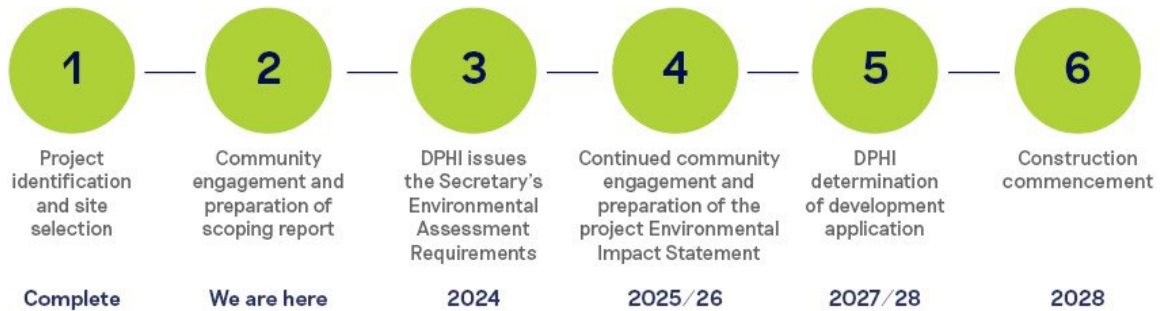 1
2
3
4
5
6
Project
identification
and site
selection
Community
engagement and
preparation of
scoping report
DPHI issues
the Secretary's
Environmental
Assessment
Requirements
Continued community
engagement and
preparation of the
project Environmental
Impact Statement
DPHI
determination
of development
application
Construction
commencement
Complete
We are here
2024
2025/26
2027/28
2028